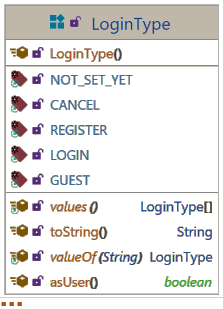 LoginType
LoginType()
NOT_SET_YET
CANCEL
REGISTER
LOGIN
GUEST
values () LoginType[]
toString() String
valueOf (String) LoginType
asUser() boolean